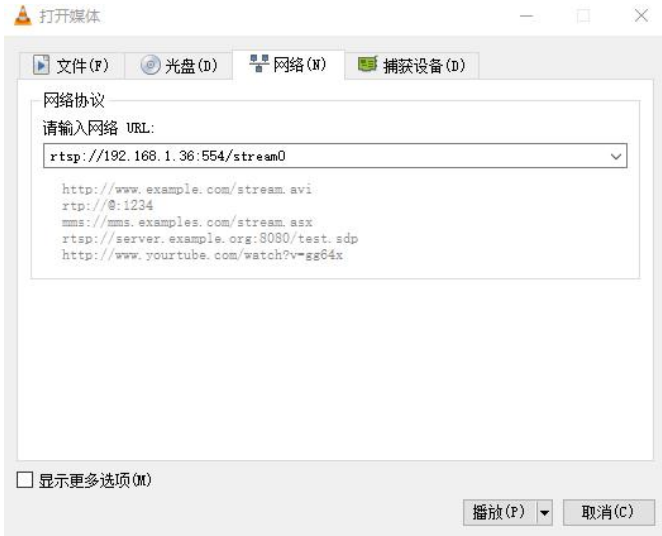 打开媒体
文件(F) 光盘(D) 网络(N) 捕获设备(D)
网络协议
请输入网络 URL:
rtsp://192.168.1.36:554/stream0
http://www.example.com/stream.avi
rtp://@:1234
mms://mms.examples.com/stream.asx
rtsp://server.example.org:8080/test.sdp
http://www.yourtube.com/watch?v=gg64x
显示更多选项(M)
播放(P) 取消(C)